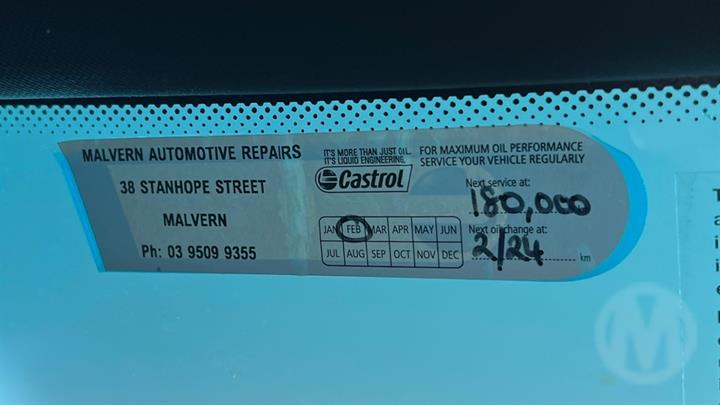 MALVERN AUTOMOTIVE REPAIRS
38 STANHOPE STREET
MALVERN
Ph: 03 9509 9355
IT'S MORE THAN JUST OIL.
IT'S LIQUID ENGINEERING.
Castrol
JAN FEB MAR APR MAY JUN
JUL AUG SEP OCT NOV DEC
FOR MAXIMUM OIL PERFORMANCE
SERVICE YOUR VEHICLE REGULARLY
Next service at:
180,000
Next oil change at:
2/24 km
M